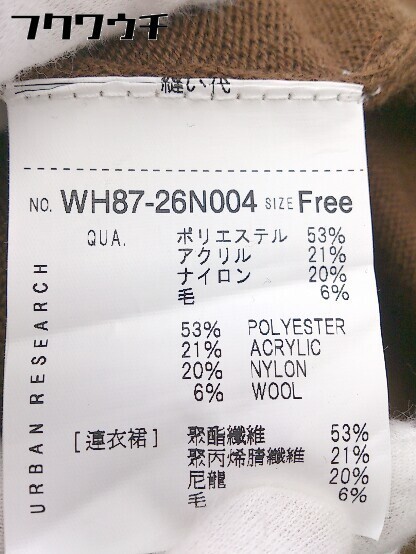 フクワウチ
縫い代
NO. WH87-26N004 SIZE Free
QUA. ポリエステル 53%
アクリル 21%
ナイロン 20%
毛 6%
53% POLYESTER
21% ACRYLIC
20% NYLON
6% WOOL
URBAN RESEARCH
[連衣裙] 聚酯纖維 53%
聚丙烯腈纖維 21%
尼龍 20%
毛 6%